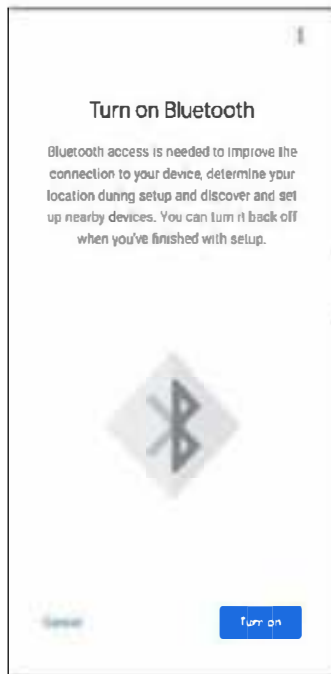 Turn on Bluetooth
Bluetooth access is needed to improve the
connection to your device, determine your
location during setup and discover and set
up nearby devices. You can turn it back off
when you've finished with setup.
Cancel
Turn on